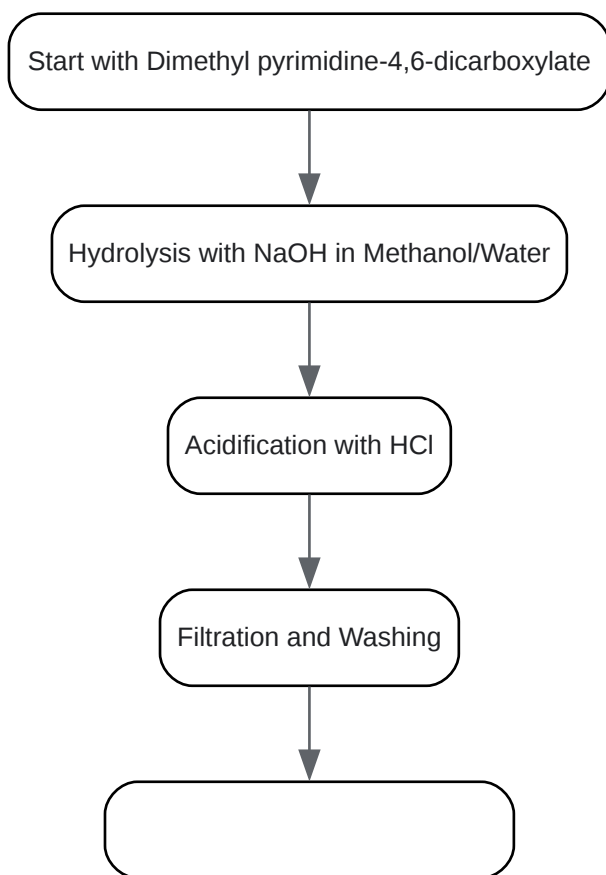 Start with Dimethyl pyrimidine-4,6-dicarboxylate
Hydrolysis with NaOH in Methanol/Water
Acidification with HCl
Filtration and Washing